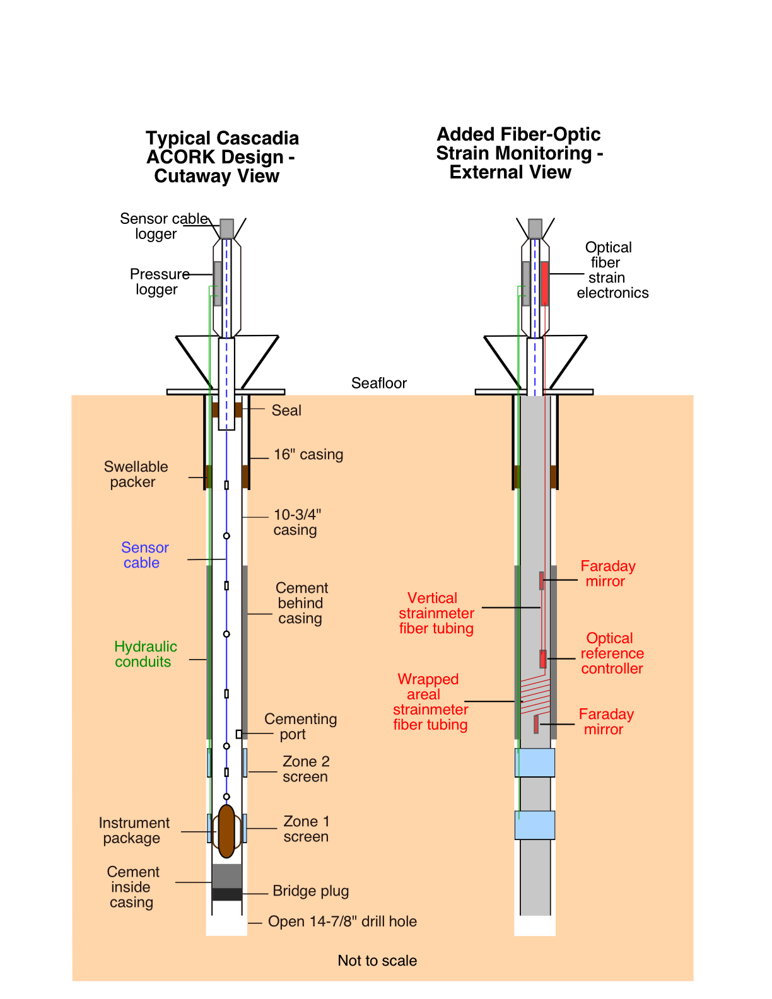 Typical Cascadia
ACORK Design -
Cutaway View
Added Fiber-Optic
Strain Monitoring -
External View
Sensor cable
logger
Pressure
logger
Optical
fiber
strain
electronics
Seafloor
Seal
16" casing
Swellable
packer
10-3/4"
casing
Sensor
cable
Cement
behind
casing
Hydraulic
conduits
Cementing
port
Zone 2
screen
Instrument
package
Zone 1
screen
Cement
inside
casing
Bridge plug
Open 14-7/8" drill hole
Faraday
mirror
Vertical
strainmeter
fiber tubing
Optical
reference
controller
Wrapped
areal
strainmeter
fiber tubing
Faraday
mirror
Not to scale